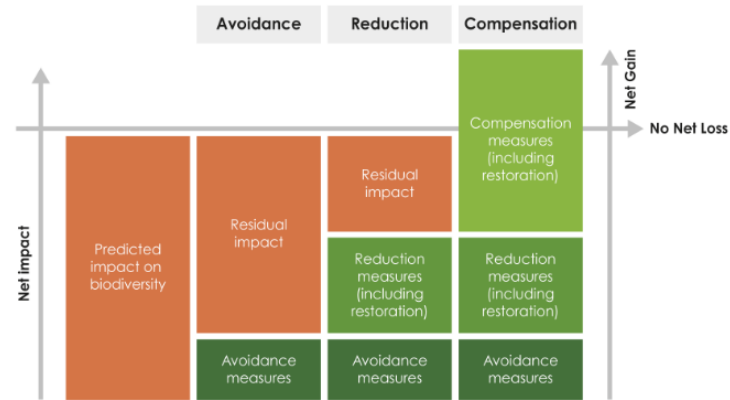 Avoidance
Reduction
Compensation
Net impact
Net Gain
No Net Loss
Predicted
impact on
biodiversity
Residual
impact
Avoidance
measures
Residual
impact
Reduction
measures
(including
restoration)
Avoidance
measures
Compensation
measures
(including
restoration)
Reduction
measures
(including
restoration)
Avoidance
measures